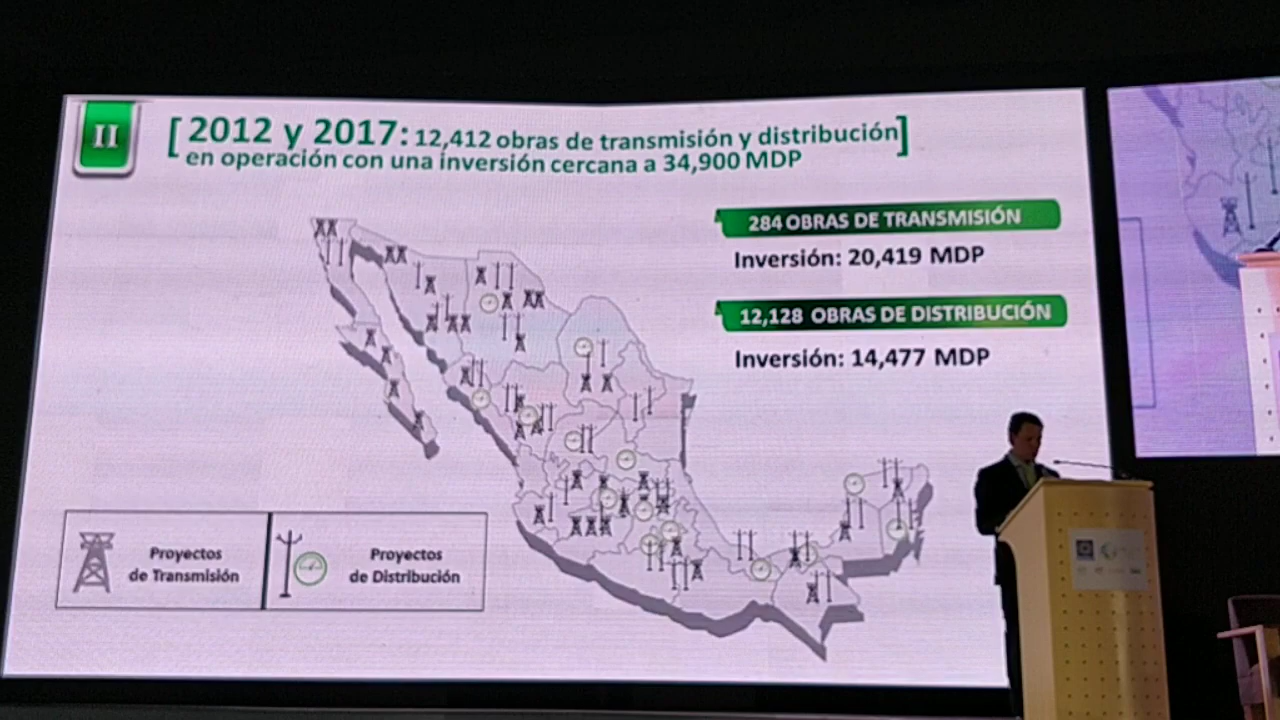 II
[2012 y 2017: 12,412 obras de transmisión y distribución]
en operación con una inversión cercana a 34,900 MDP
284 OBRAS DE TRANSMISIÓN
Inversión: 20,419 MDP
12,128 OBRAS DE DISTRIBUCIÓN
Inversión: 14,477 MDP
Proyectos
de Transmisión
Proyectos
de Distribución